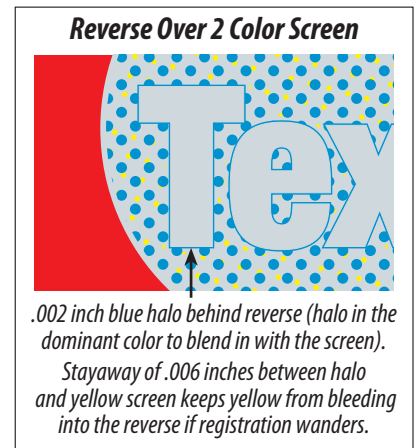 Reverse Over 2 Color Screen
Tex
.002 inch blue halo behind reverse (halo in the
dominant color to blend in with the screen).
Stayaway of .006 inches between halo
and yellow screen keeps yellow from bleeding
into the reverse if registration wanders.